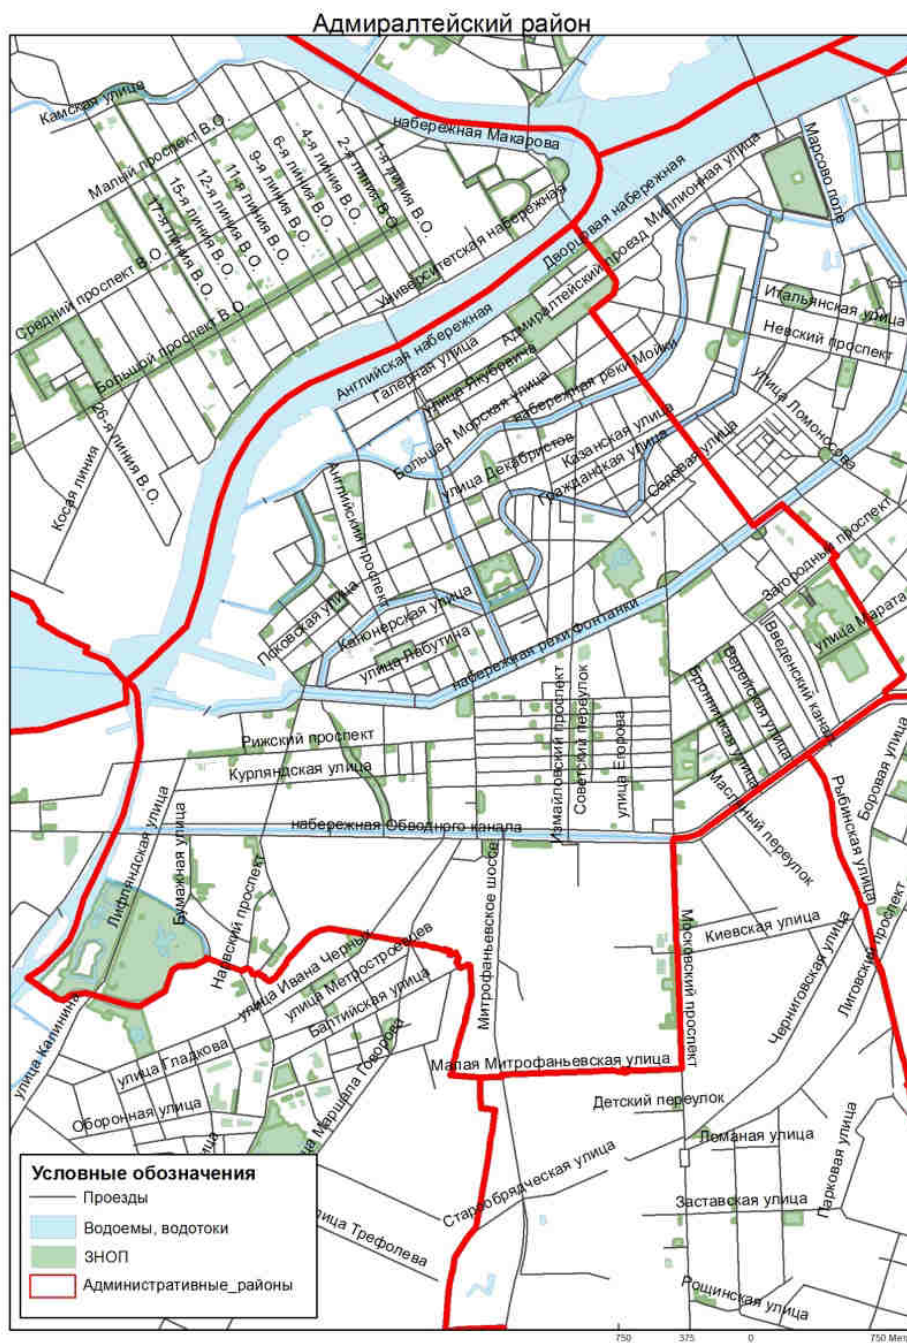 Адмиралтейский район
Камская улица
набережная Макарова
Малый проспект В.О.
1-я линия В.О.
2-я линия В.О.
4-я линия В.О.
6-я линия В.О.
9-я линия В.О.
11-я линия В.О.
12-я линия В.О.
15-я линия В.О.
17-я линия В.О.
Марсово поле
Дворцовая набережная
Миллионная улица
Университетская набережная
Адмиралтейский проезд
Средний проспект В.О.
Большой проспект В.О.
Итальянская улица
Невский проспект
Английская набережная
Галерная улица
улица Якубовича
набережная реки Мойки
Большая Морская улица
улица Ломоносова
26-я линия В.О.
Косая линия
улица Декабристов
Казанская улица
Гражданская улица
Садовая улица
Английский проспект
Загородный проспект
Псковская улица
Канонерская улица
улица Лабутина
набережная реки Фонтанки
улица Марата
Введенский канал
Верейская улица
Бронницкая улица
Измайловский проспект
Советский переулок
улица Егорова
Рижский проспект
Курляндская улица
Масляный переулок
Боровая улица
Рыбинская улица
набережная Обводного канала
Лифляндская улица
Бумажная улица
Нарвский проспект
Митрофаньевское шоссе
Московский проспект
Киевская улица
Черниговская улица
Лиговский проспект
улица Ивана Черных
улица Метростроевцев
Балтийская улица
улица Калинина
улица Гладкова
Малая Митрофаньевская улица
Оборонная улица
ца Маршала Говорова
Детский переулок
Ломаная улица
Парковая улица
Старообрядческая улица
Заставская улица
лица Трефолева
Рощинская улица
Условные обозначения
Проезды
Водоемы, водотоки
ЗНОП
Административные_районы
750 375 0 750 Мет